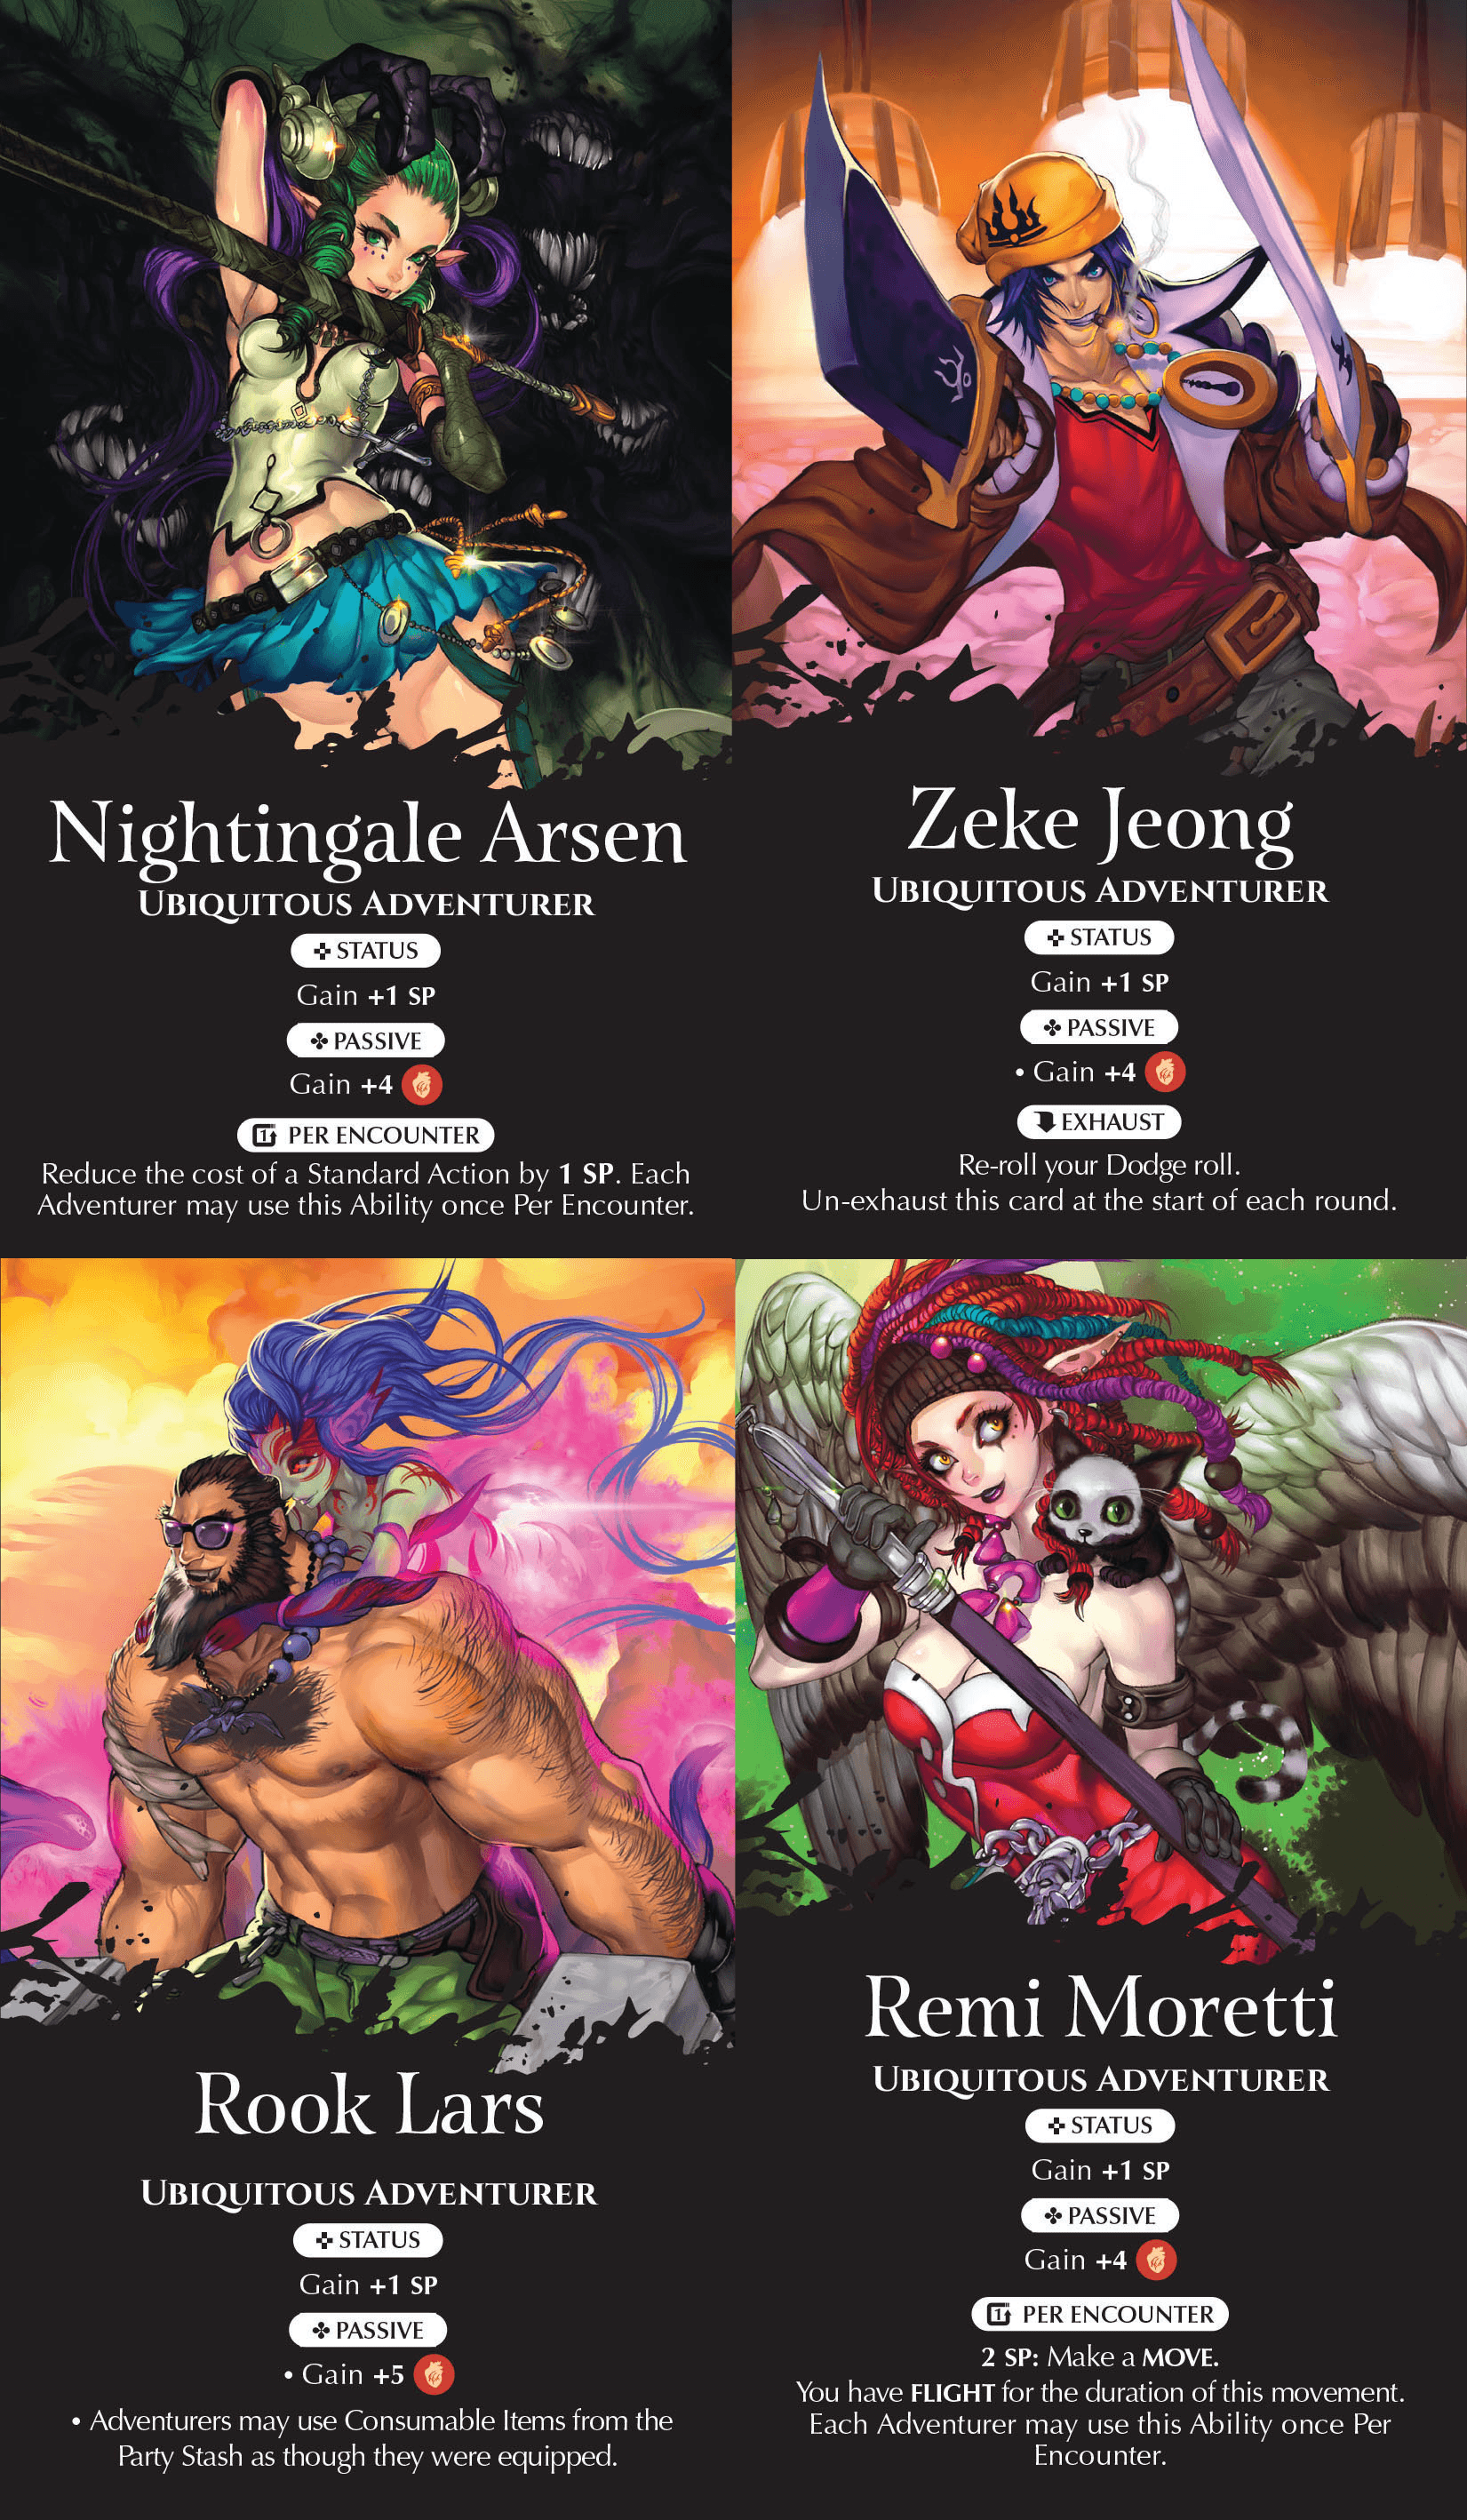 Nightingale Arsen
UBIQUITOUS ADVENTURER
STATUS
Gain +1 SP
PASSIVE
Gain +4
1 PER ENCOUNTER
Reduce the cost of a Standard Action by 1 SP. Each
Adventurer may use this Ability once Per Encounter.
Zeke Jeong
UBIQUITOUS ADVENTURER
STATUS
Gain +1 SP
PASSIVE
• Gain +4
EXHAUST
Re-roll your Dodge roll.
Un-exhaust this card at the start of each round.
Rook Lars
UBIQUITOUS ADVENTURER
STATUS
Gain +1 SP
PASSIVE
• Gain +5
• Adventurers may use Consumable Items from the
Party Stash as though they were equipped.
Remi Moretti
UBIQUITOUS ADVENTURER
STATUS
Gain +1 SP
PASSIVE
Gain +4
1 PER ENCOUNTER
2 SP: Make a MOVE.
You have FLIGHT for the duration of this movement.
Each Adventurer may use this Ability once Per
Encounter.